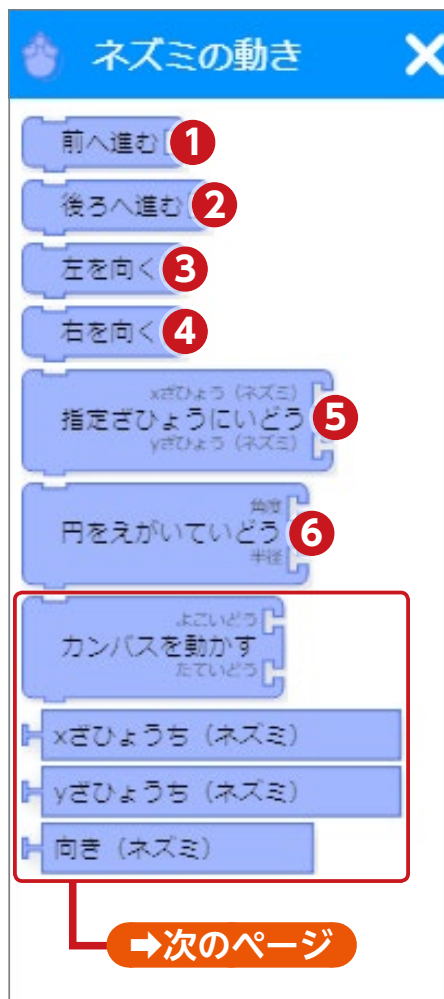 ネズミの動き
前へ進む 1
後ろへ進む 2
左を向く 3
右を向く 4
xざひょう（ネズミ）
指定ざひょうにいどう 5
yざひょう（ネズミ）
角度
円をえがいていどう 6
半径
よこいどう
カンバスを動かす
たていどう
xざひょうち（ネズミ）
yざひょうち（ネズミ）
向き（ネズミ）
➡次のページ